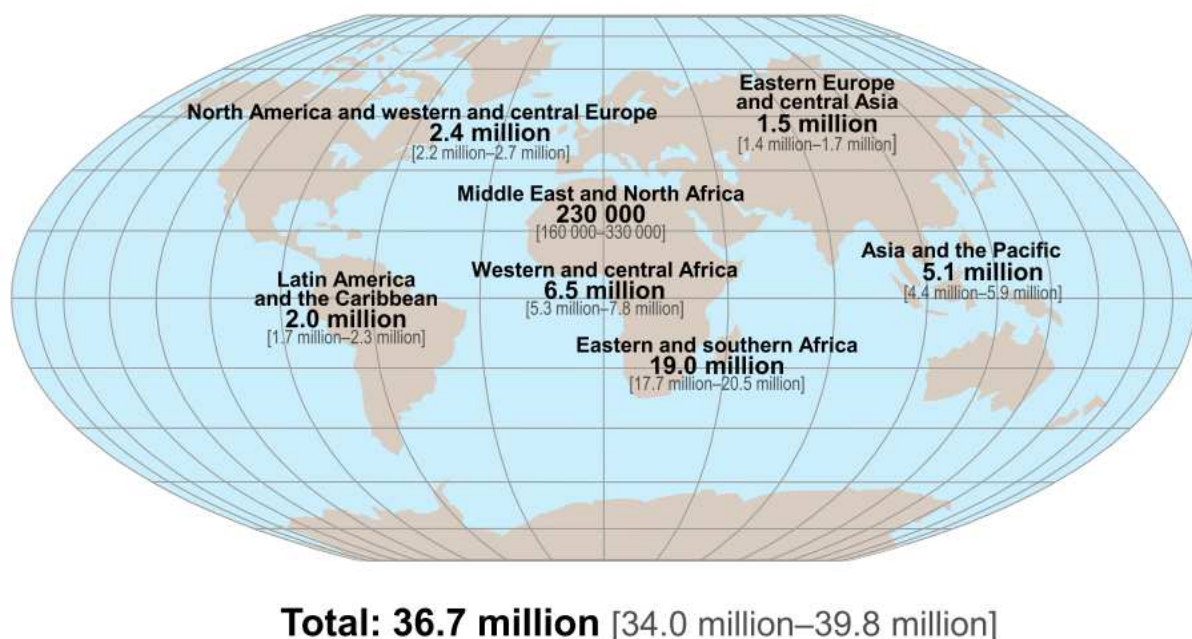 North America and western and central Europe
2.4 million
[2.2 million–2.7 million]
Eastern Europe
and central Asia
1.5 million
[1.4 million–1.7 million]
Middle East and North Africa
230 000
[160 000–330 000]
Western and central Africa
6.5 million
[5.3 million–7.8 million]
Asia and the Pacific
5.1 million
[4.4 million–5.9 million]
Latin America
and the Caribbean
2.0 million
[1.7 million–2.3 million]
Eastern and southern Africa
19.0 million
[17.7 million–20.5 million]
Total: 36.7 million [34.0 million–39.8 million]